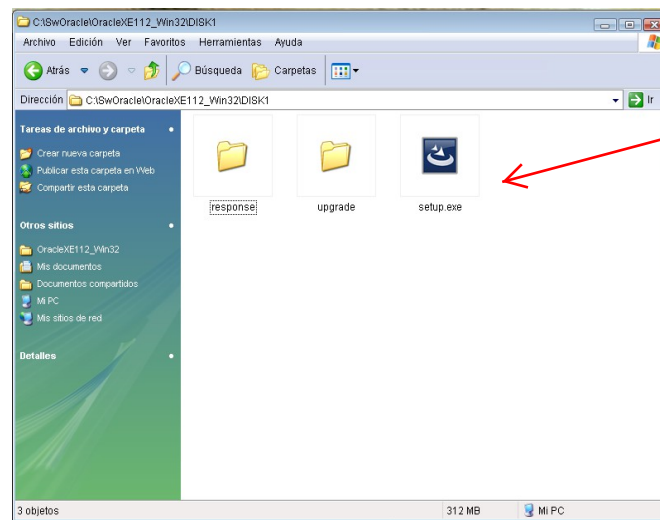 C:\SwOracle\OracleXE112_Win32\DISK1
Archivo Edición Ver Favoritos Herramientas Ayuda
Atrás Búsqueda Carpetas
Dirección C:\SwOracle\OracleXE112_Win32\DISK1 Ir
Tareas de archivo y carpeta
Crear nueva carpeta
Publicar esta carpeta en Web
Compartir esta carpeta
Otros sitios
OracleXE112_Win32
Mis documentos
Documentos compartidos
Mi PC
Mis sitios de red
Detalles
response upgrade setup.exe
3 objetos 312 MB Mi PC